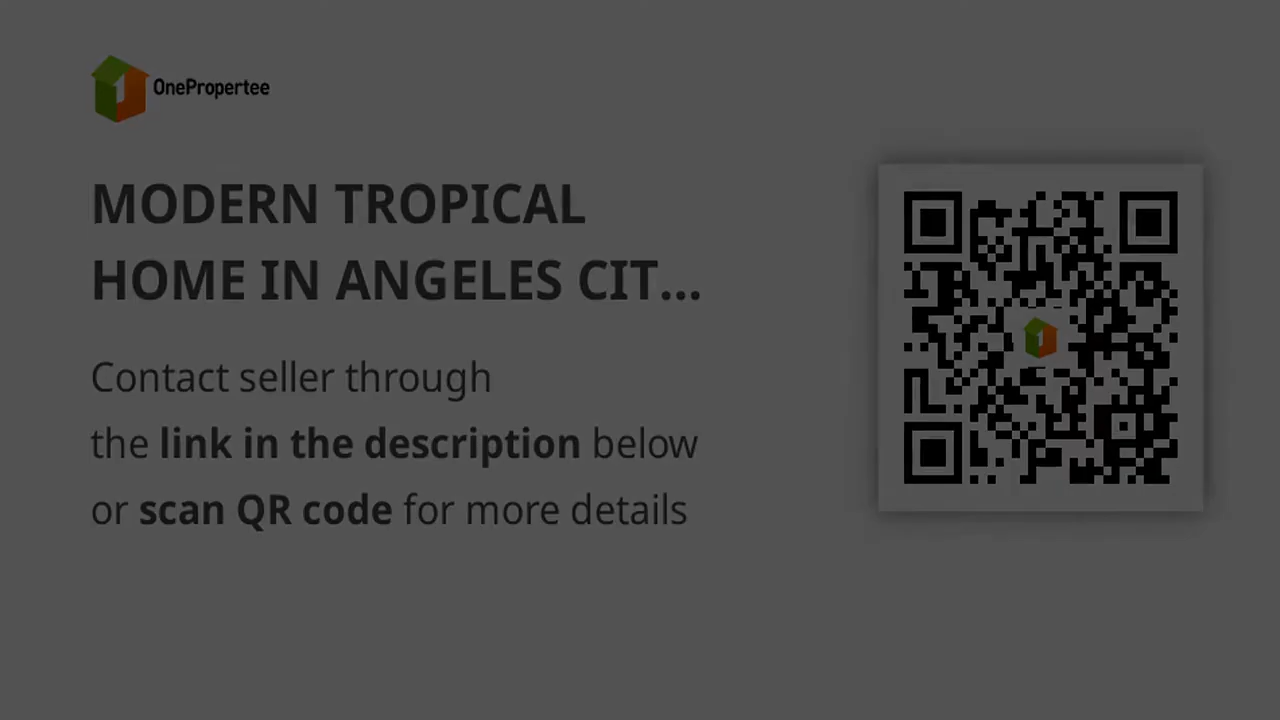 OnePropertee
MODERN TROPICAL
HOME IN ANGELES CIT...
Contact seller through
the link in the description below
or scan QR code for more details